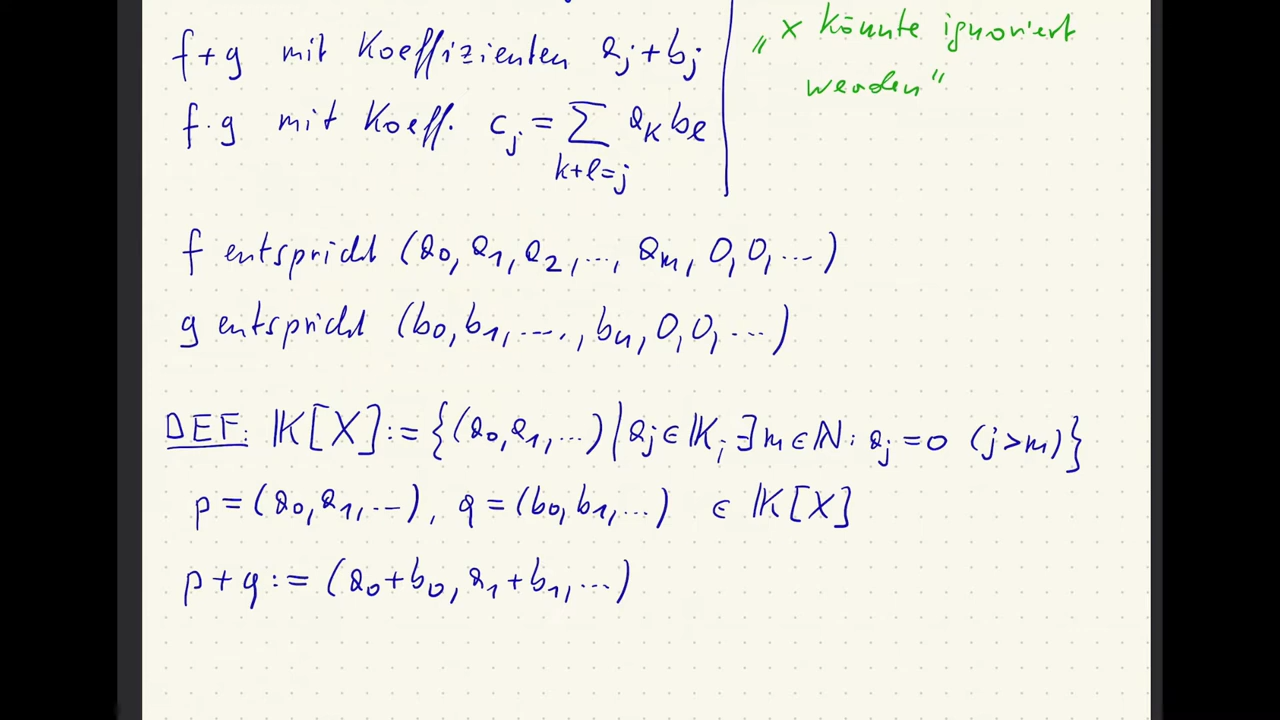 f+g mit Koeffizienten a_j+b_j
„x könnte ignoriert
werden“
f·g mit Koeff. c_j = ∑_{k+l=j} a_k b_l
f entspricht (a_0, a_1, a_2, ..., a_m, 0, 0, ...)
g entspricht (b_0, b_1, ..., b_n, 0, 0, ...)
DEF: 𝕂[X] := {(a_0, a_1, ...) | a_j ∈ 𝕂; ∃ m ∈ ℕ: a_j = 0 (j>m)}
p = (a_0, a_1, ...), q = (b_0, b_1, ...) ∈ 𝕂[X]
p+q := (a_0+b_0, a_1+b_1, ...)